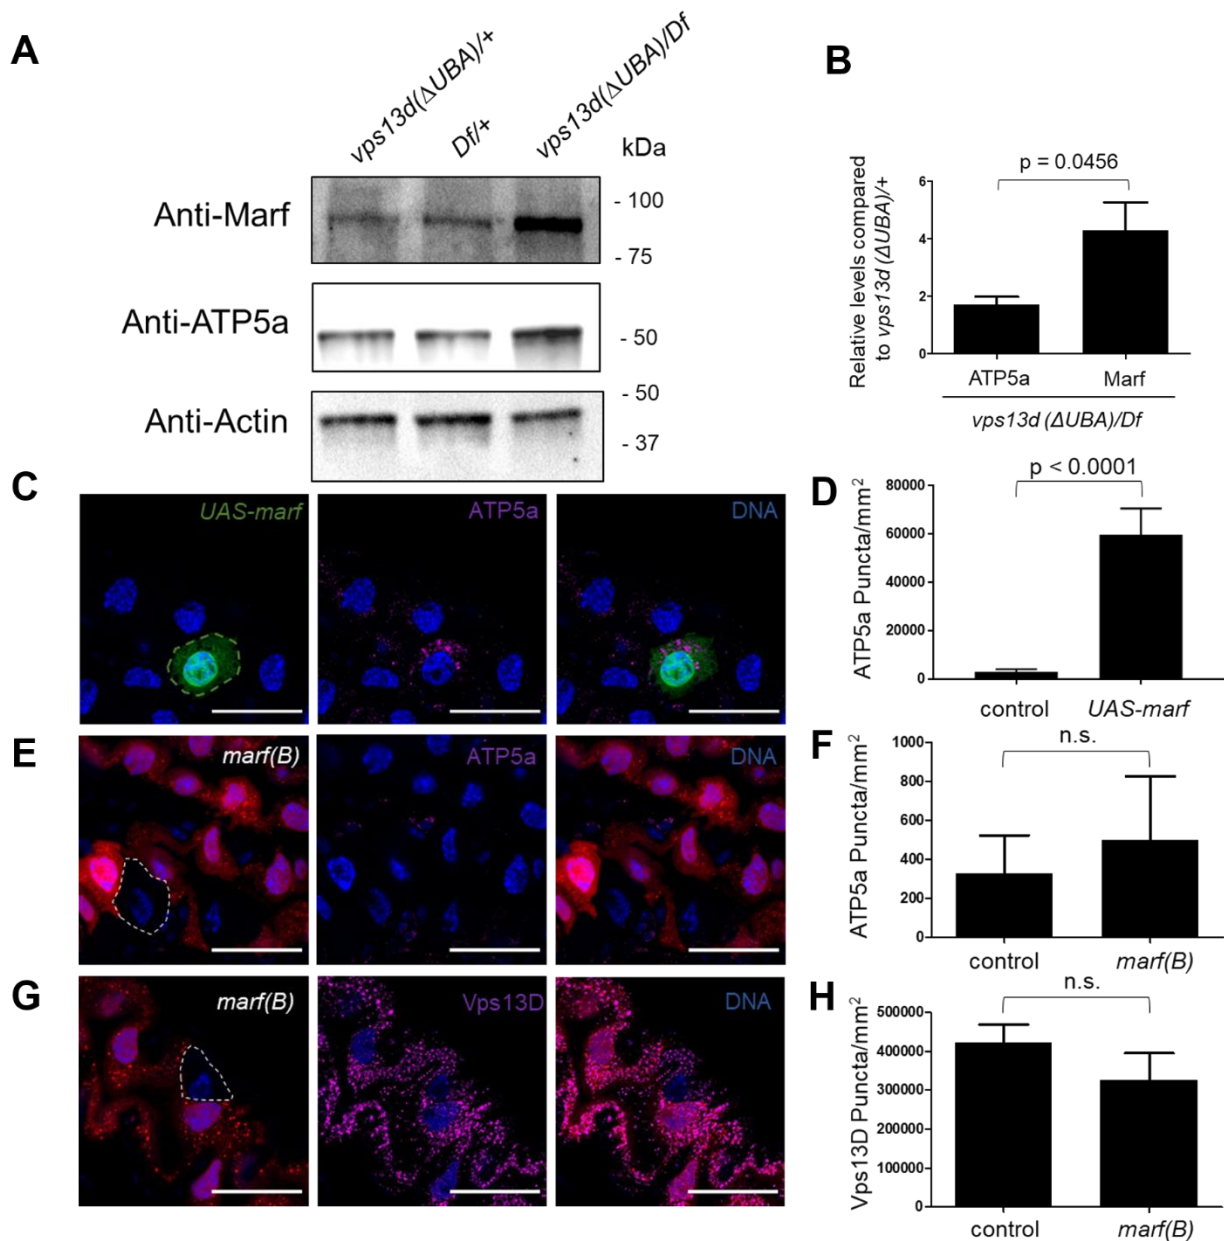 A
vps13d(ΔUBA)/+
Df/+
vps13d(ΔUBA)/Df
kDa
Anti-Marf
- 100
- 75
Anti-ATP5a
- 50
Anti-Actin
- 50
- 37
B
p = 0.0456
Relative levels compared
to vps13d (ΔUBA)/+
6
4
2
0
ATP5a
Marf
vps13d (ΔUBA)/Df
C
UAS-marf
ATP5a
DNA
D
p < 0.0001
ATP5a Puncta/mm²
80000
60000
40000
20000
0
control
UAS-marf
E
marf(B)
ATP5a
DNA
F
n.s.
ATP5a Puncta/mm²
1000
800
600
400
200
0
control
marf(B)
G
marf(B)
Vps13D
DNA
H
n.s.
Vps13D Puncta/mm²
500000
400000
300000
200000
100000
0
control
marf(B)